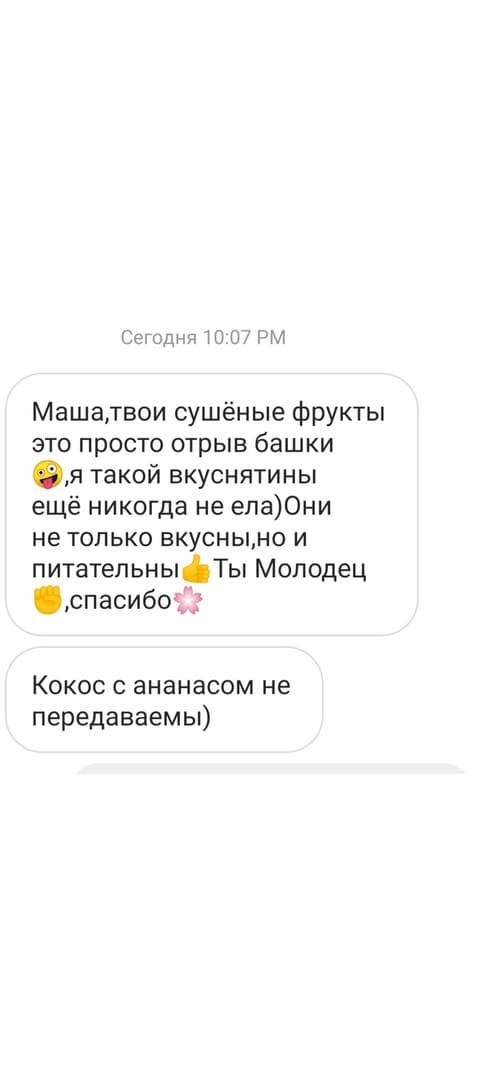 Сегодня 10:07 PM
Маша,твои сушёные фрукты
это просто отрыв башки
🤪,я такой вкуснятины
ещё никогда не ела)Они
не только вкусны,но и
питательны👍Ты Молодец
✊,спасибо🌸
Кокос с ананасом не
передаваемы)